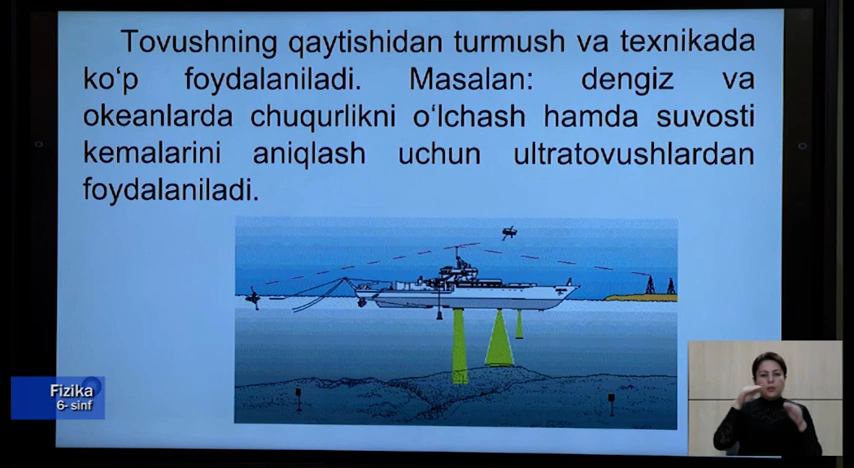 Tovushning qaytishidan turmush va texnikada
ko‘p foydalaniladi. Masalan: dengiz va
okeanlarda chuqurlikni o‘lchash hamda suvosti
kemalarini aniqlash uchun ultratovushlardan
foydalaniladi.
Fizika
6- sinf